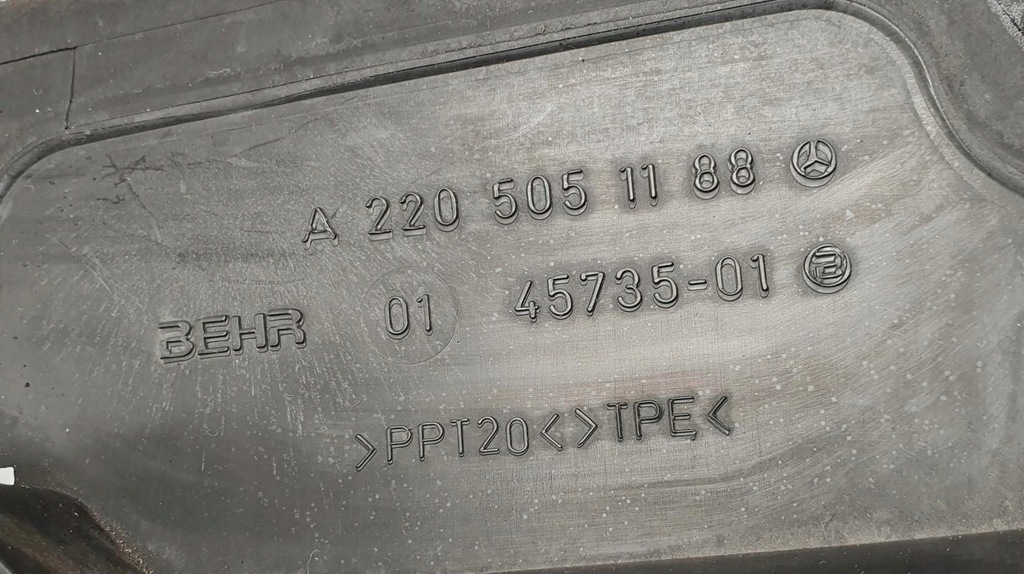 A 220 505 11 88
BEHR 01 45735-01
>PPT20<>TPE<